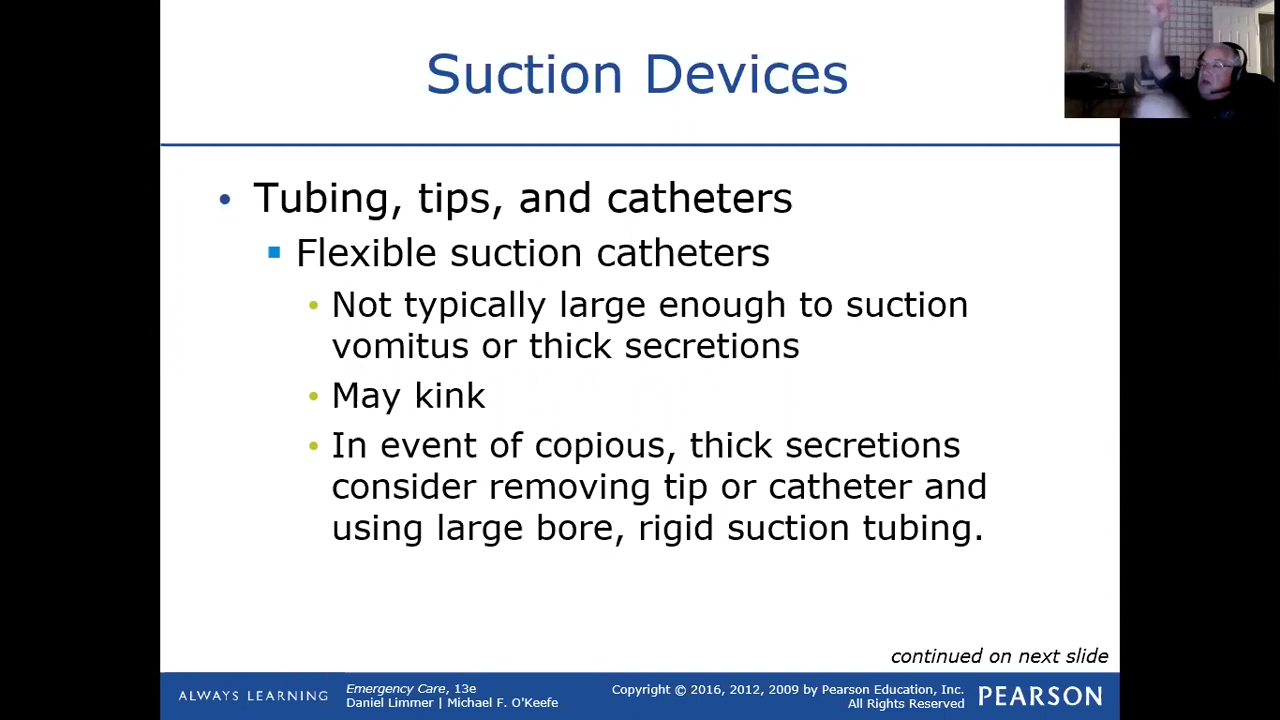 Suction Devices
• Tubing, tips, and catheters
▪ Flexible suction catheters
• Not typically large enough to suction
vomitus or thick secretions
• May kink
• In event of copious, thick secretions
consider removing tip or catheter and
using large bore, rigid suction tubing.
continued on next slide
ALWAYS LEARNING
Emergency Care, 13e
Daniel Limmer | Michael F. O'Keefe
Copyright © 2016, 2012, 2009 by Pearson Education, Inc.
All Rights Reserved
PEARSON